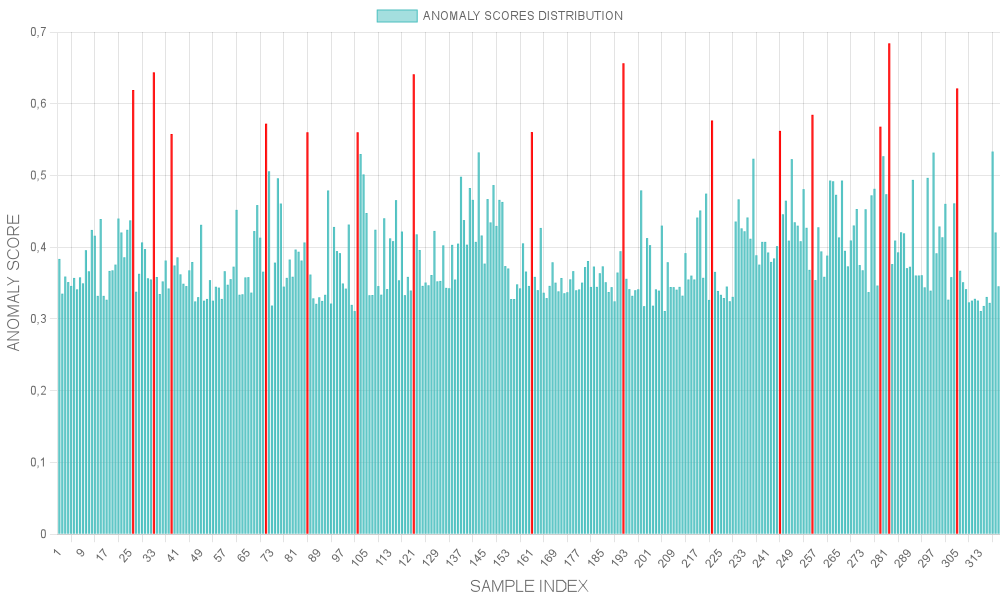 ANOMALY SCORES DISTRIBUTION
0,7
0,6
0,5
0,4
0,3
0,2
0,1
0
ANOMALY SCORE
1 9 17 25 33 41 49 57 65 73 81 89 97 105 113 121 129 137 145 153 161 169 177 185 193 201 209 217 225 233 241 249 257 265 273 281 289 297 305 313
SAMPLE INDEX